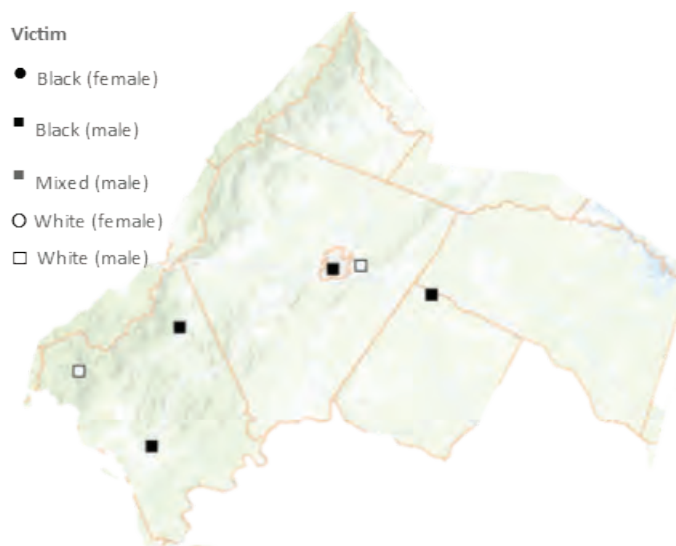 Victim
Black (female)
Black (male)
Mixed (male)
White (female)
White (male)